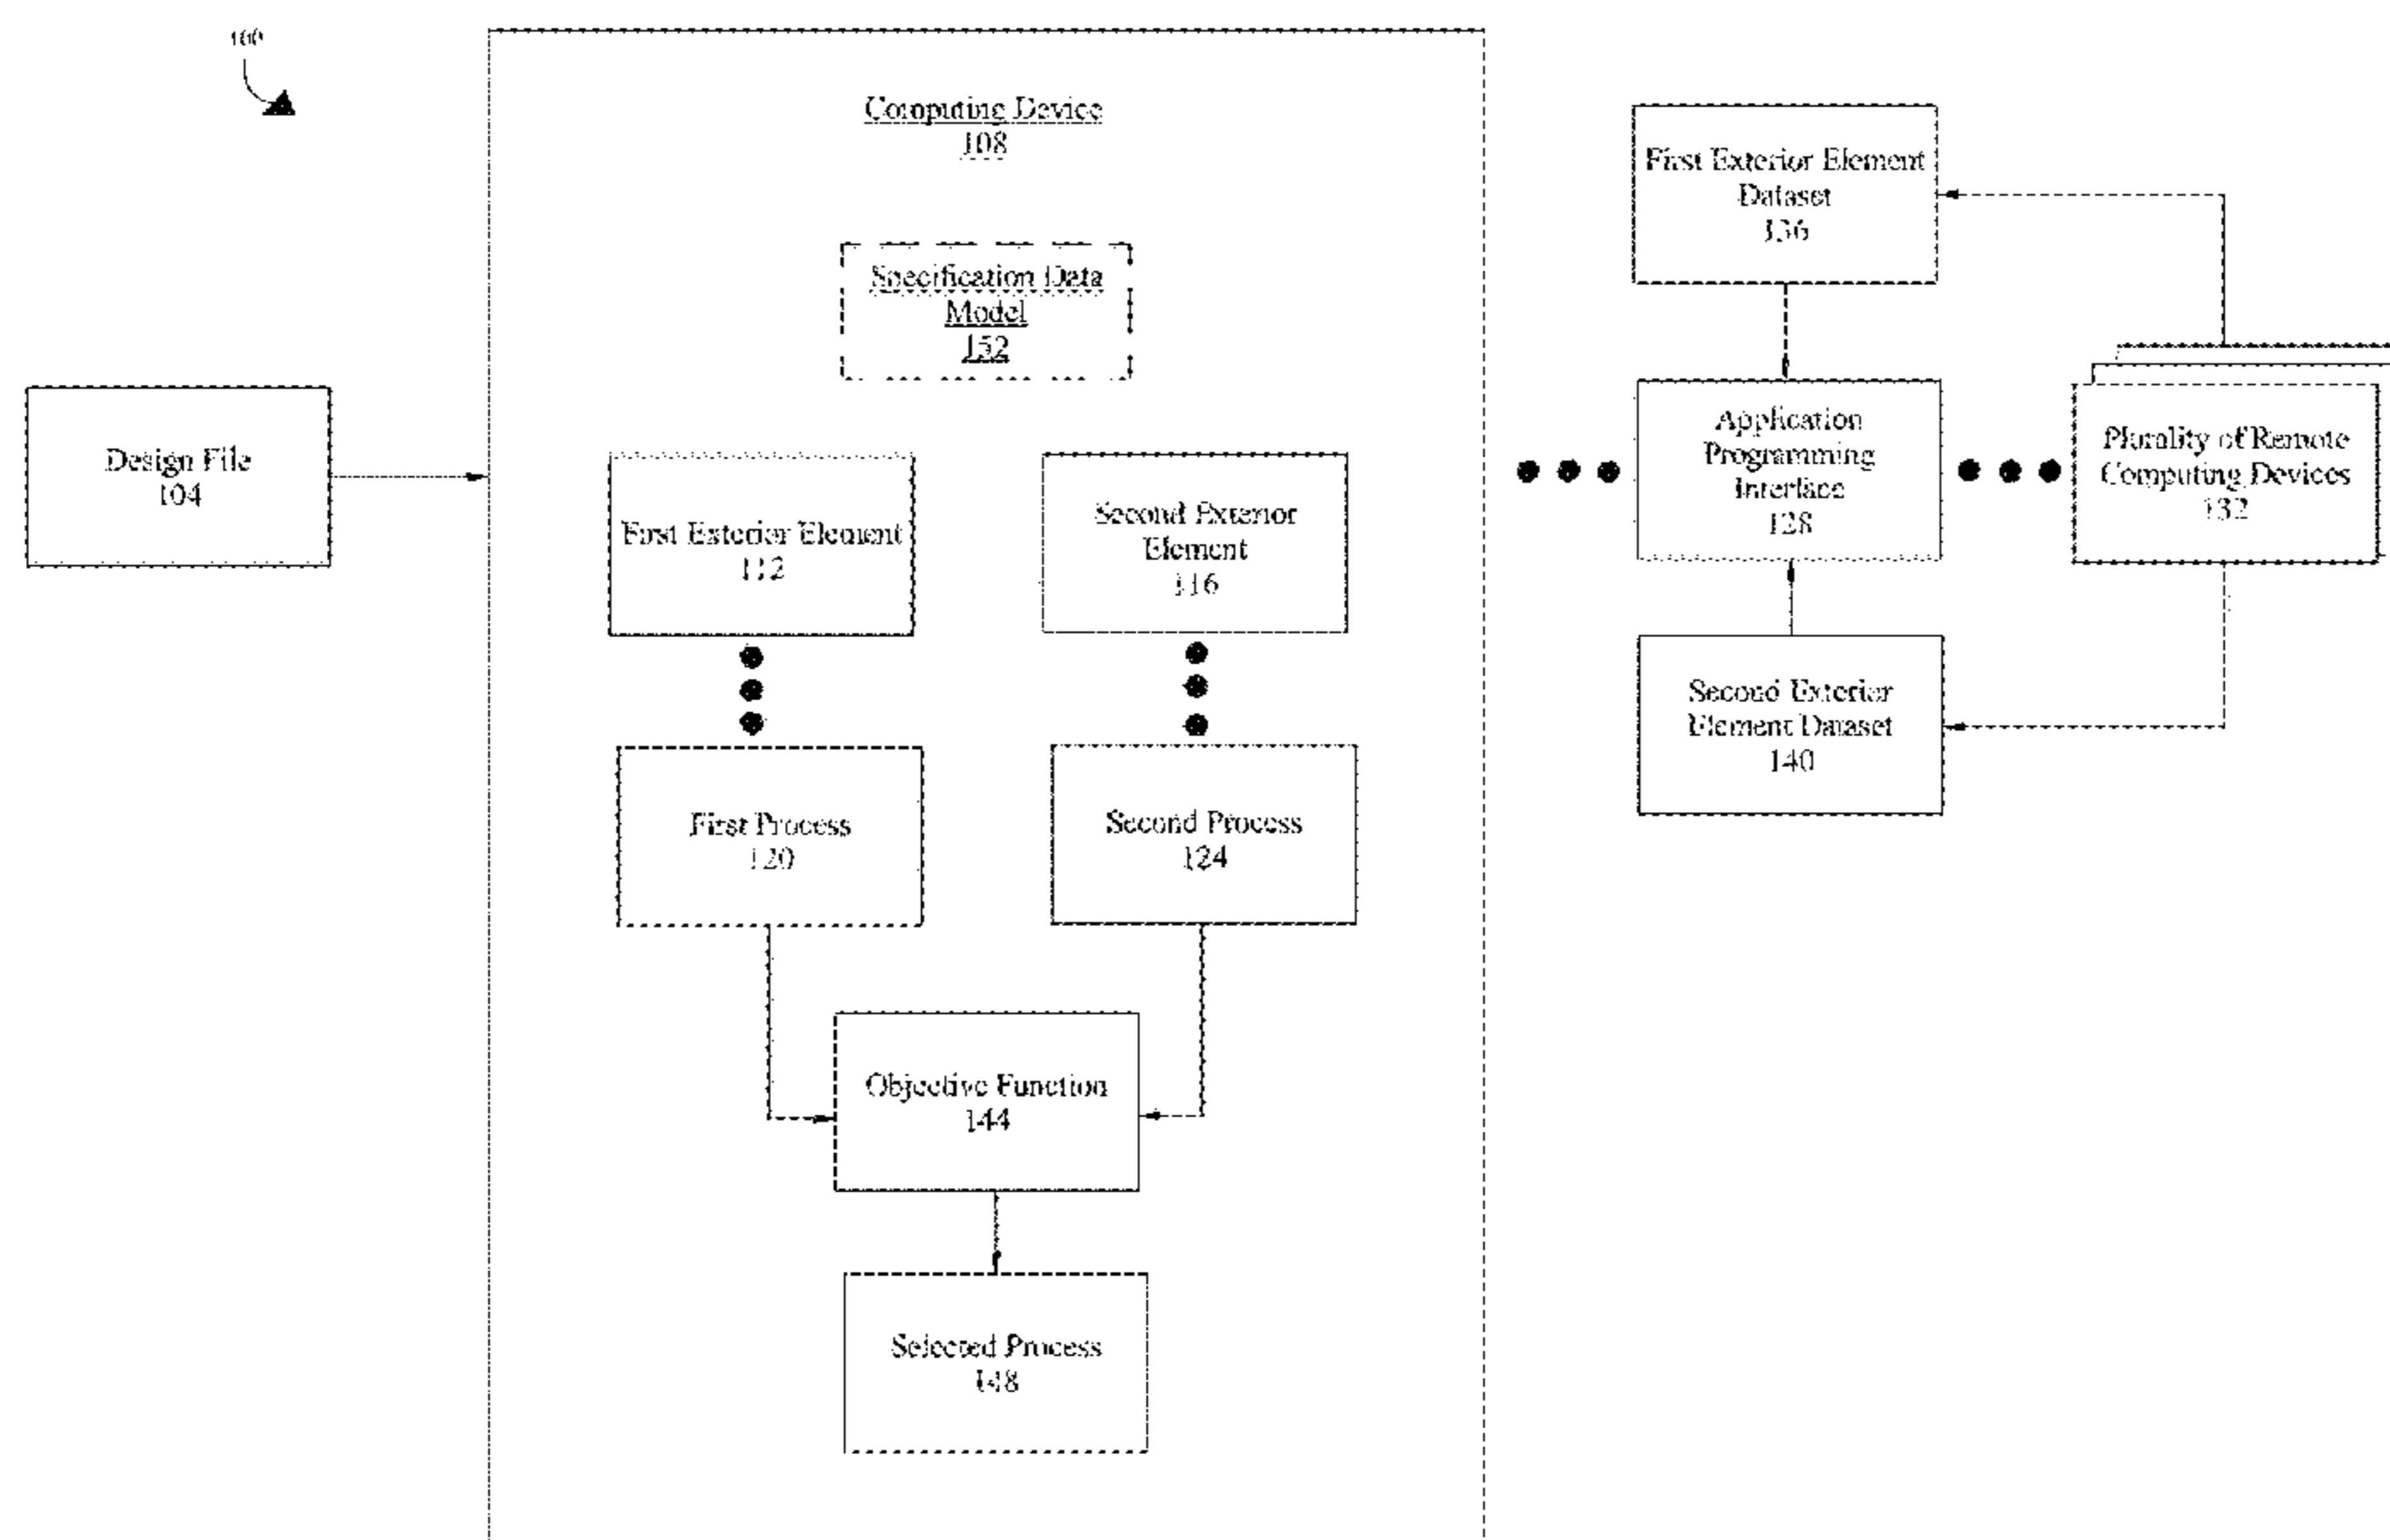 100
Computing Device
108
Specification Data
Model
152
Design File
104
First Exterior Element
112
Second Exterior
Element
116
First Process
120
Second Process
124
Objective Function
144
Selected Process
148
First Exterior Element
Dataset
136
Application
Programming
Interface
128
Plurality of Remote
Computing Devices
132
Second Exterior
Element Dataset
140